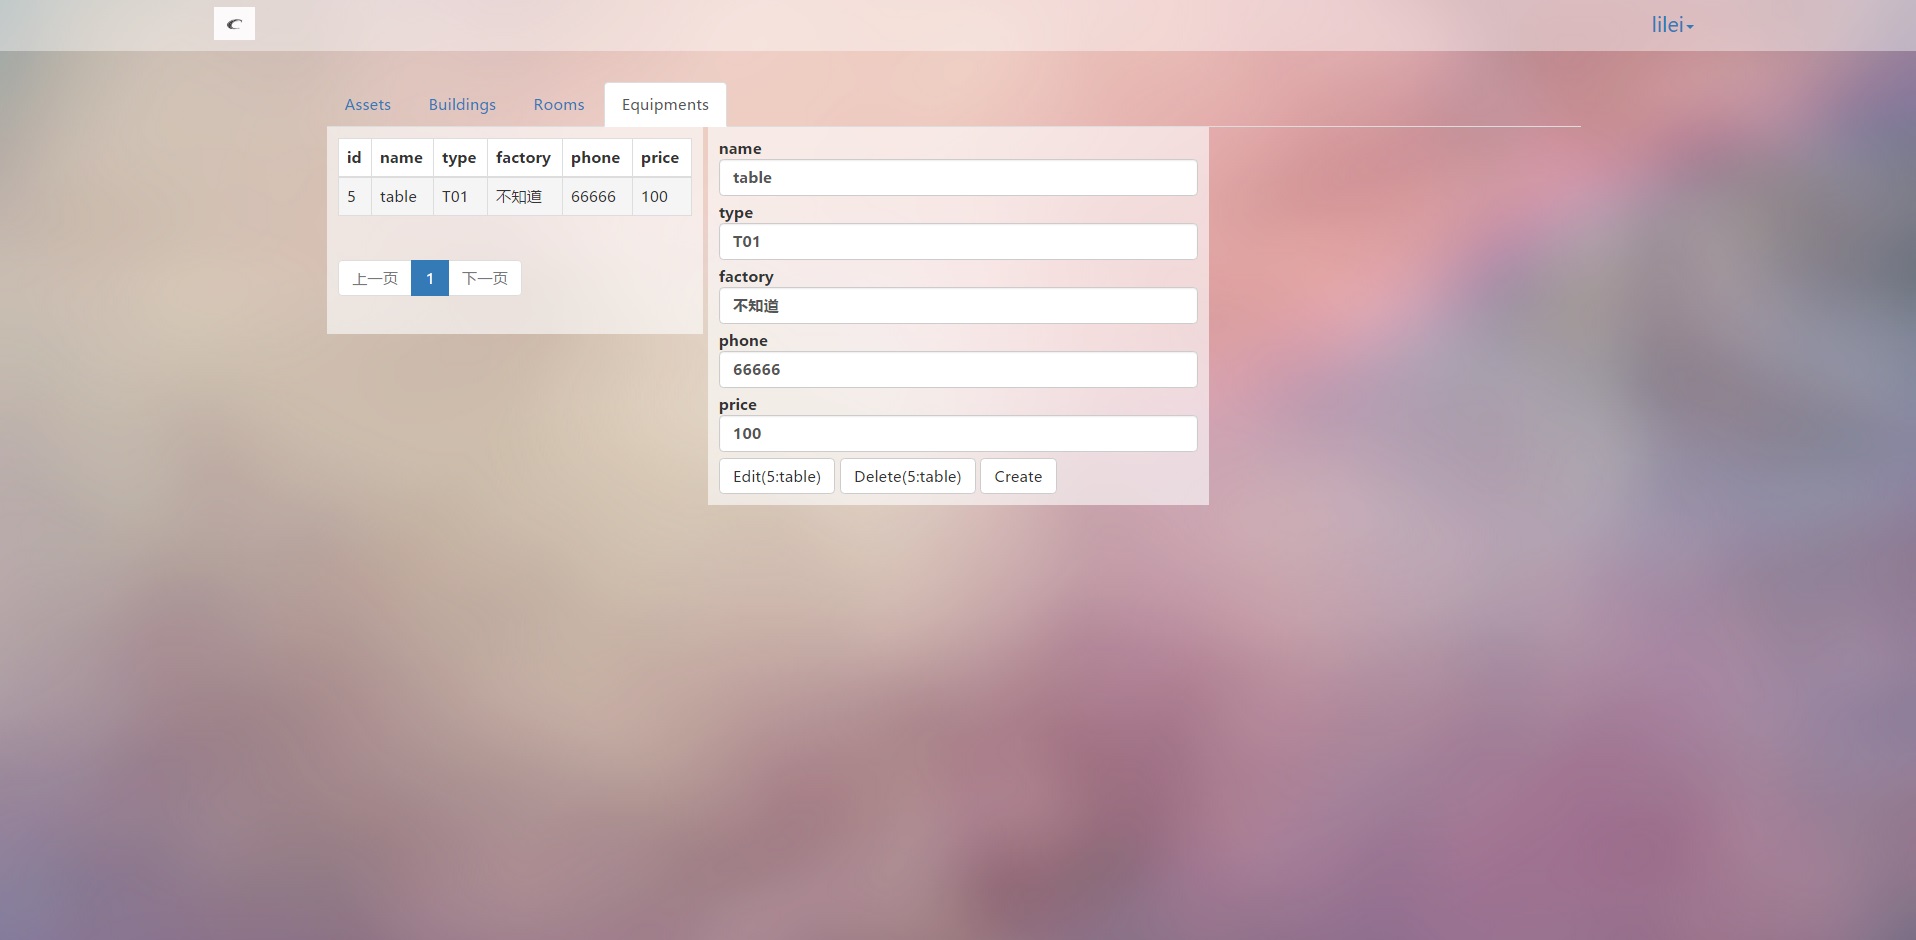 lilei
Assets Buildings Rooms Equipments
id name type factory phone price
5 table T01 不知道 66666 100
上一页 1 下一页
name
table
type
T01
factory
不知道
phone
66666
price
100
Edit(5:table) Delete(5:table) Create